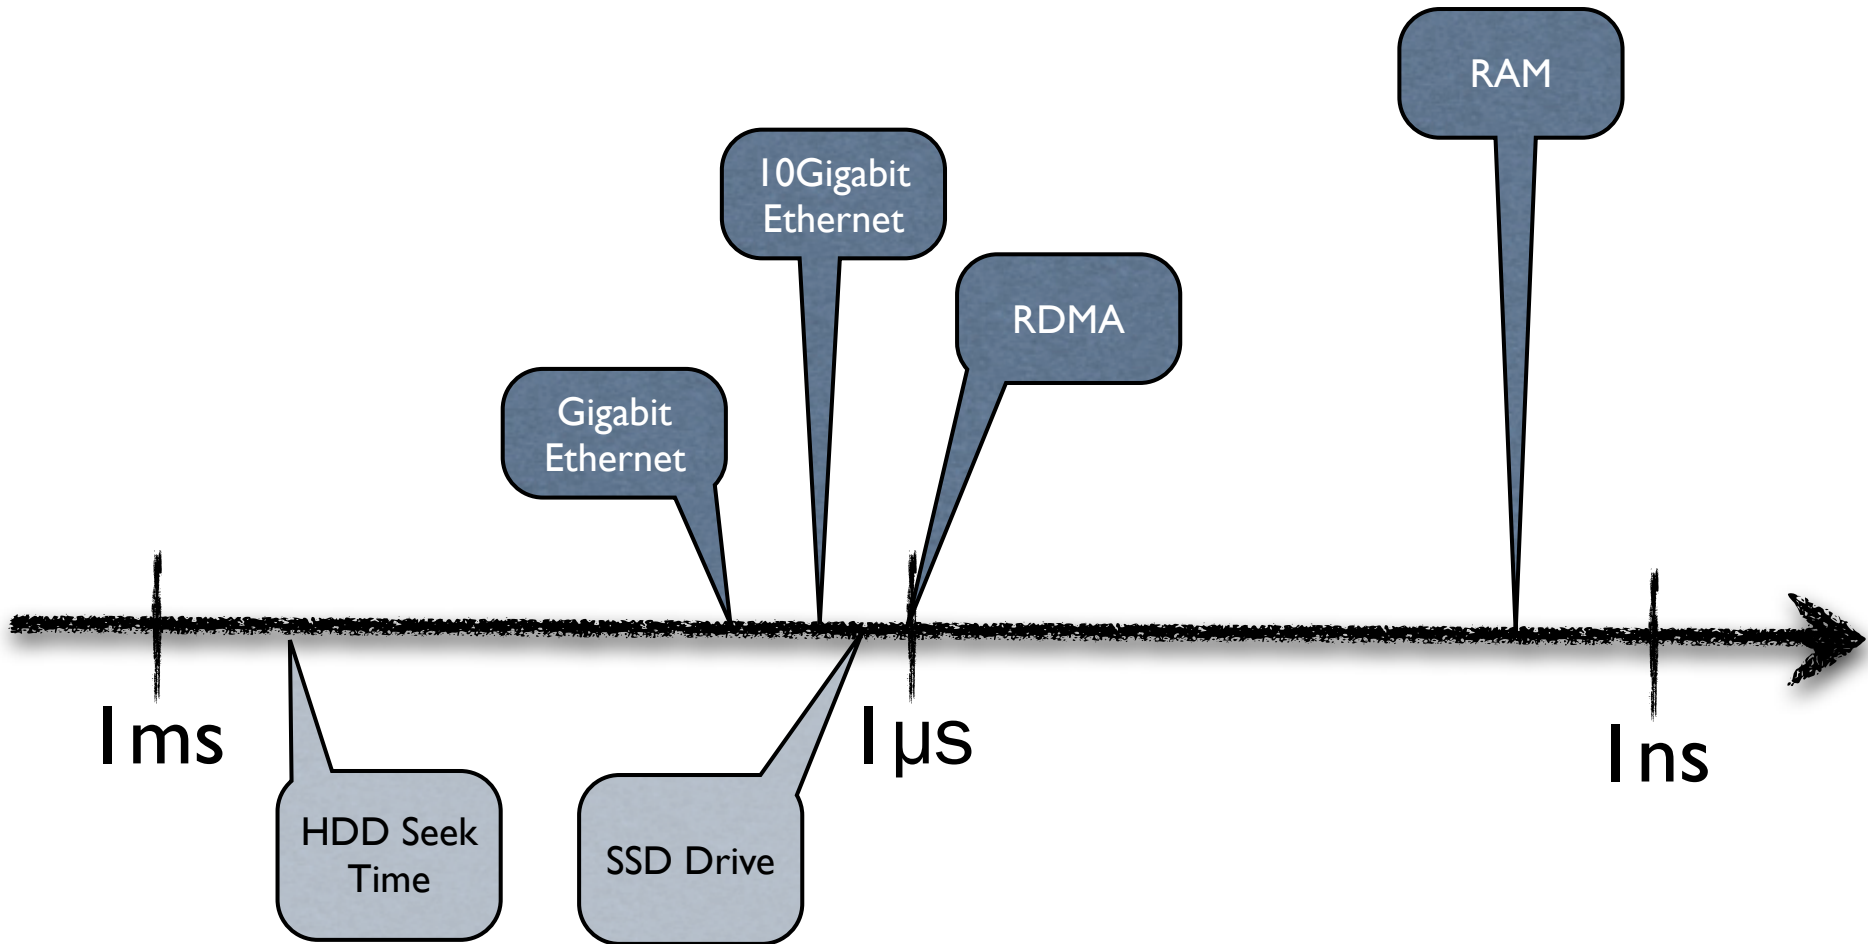 RAM
10Gigabit
Ethernet
RDMA
Gigabit
Ethernet
1ms
1μs
1ns
HDD Seek
Time
SSD Drive